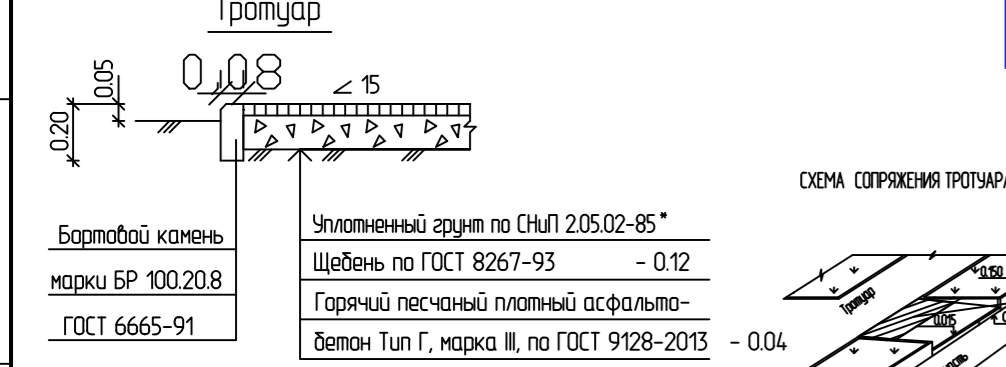 Тротуар
0.05
0.08
∠ 15
0.20
Бортовой камень
марки БР 100.20.8
ГОСТ 6665-91
Уплотненный грунт по СНиП 2.05.02-85*
Щебень по ГОСТ 8267-93 - 0.12
Горячий песчаный плотный асфальто-
бетон Тип Г, марка III, по ГОСТ 9128-2013 - 0.04
СХЕМА СОПРЯЖЕНИЯ ТРОТУАРА
0.150
Тротуар
0.015